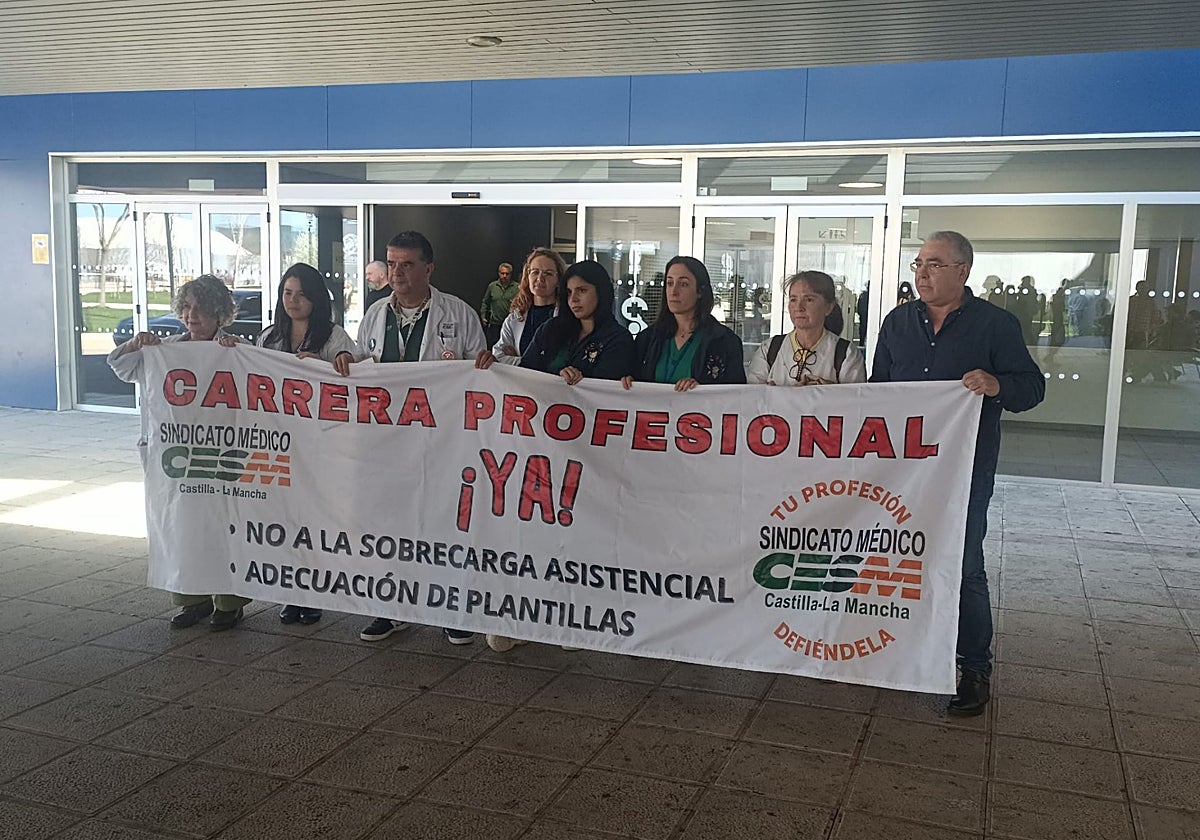 CARRERA PROFESIONAL
¡YA!
SINDICATO MÉDICO
CESM
Castilla - La Mancha
• NO A LA SOBRECARGA ASISTENCIAL
• ADECUACIÓN DE PLANTILLAS
TU PROFESIÓN
SINDICATO MÉDICO
CESM
Castilla-La Mancha
DEFIÉNDELA